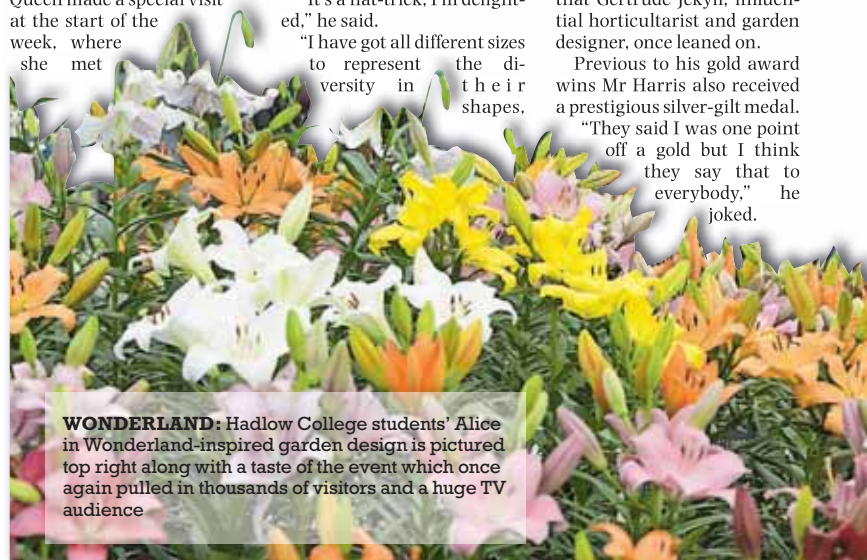 Queen made a special visit
at the start of the
week, where
she met
"It's a hat-trick, I'm delight-
ed," he said.
"I have got all different sizes
to represent the di-
versity in their
shapes,
that Gertrude Jekyll, influen-
tial horticulturist and garden
designer, once leaned on.
Previous to his gold award
wins Mr Harris also received
a prestigious silver-gilt medal.
"They said I was one point
off a gold but I think
they say that to
everybody," he
joked.
WONDERLAND: Hadlow College students' Alice
in Wonderland-inspired garden design is pictured
top right along with a taste of the event which once
again pulled in thousands of visitors and a huge TV
audience